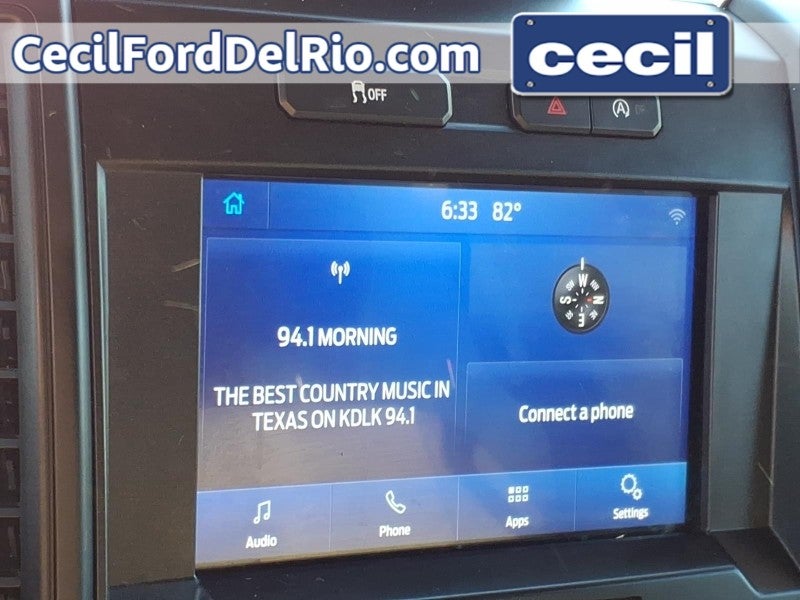 CecilFordDelRio.com
cecil
OFF
A
6:33 82°
94.1 MORNING
THE BEST COUNTRY MUSIC IN
TEXAS ON KDLK 94.1
W
S N
E
Connect a phone
Audio
Phone
Apps
Settings